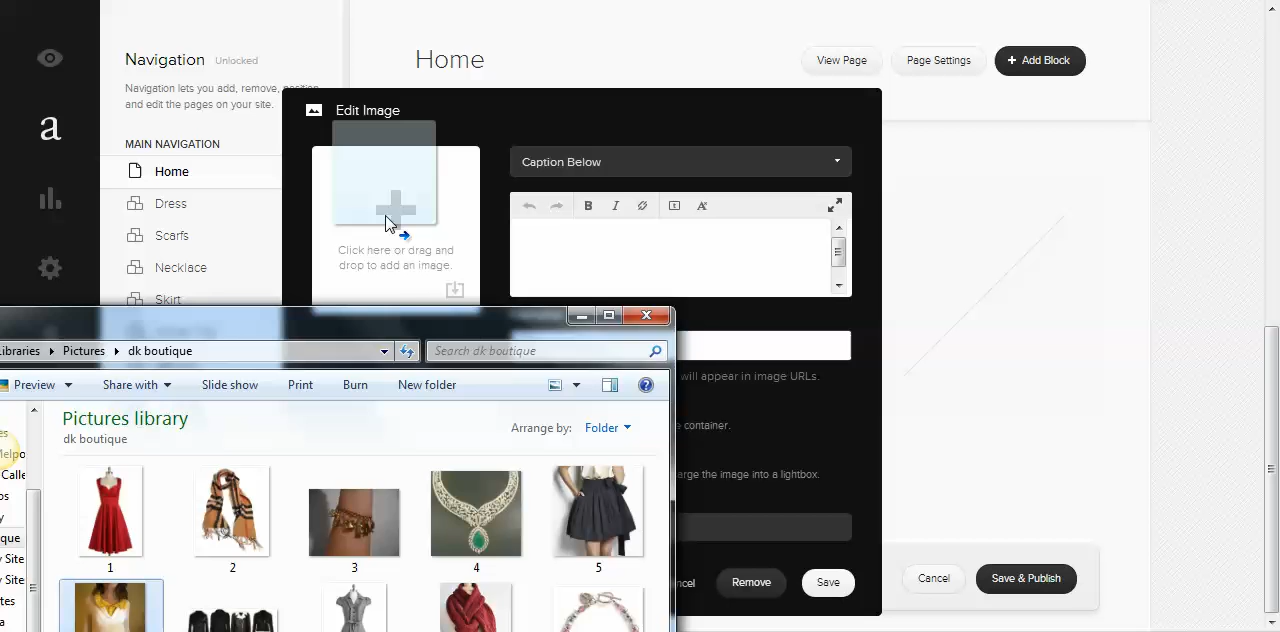 Navigation Unlocked
Navigation lets you add, remove, position
and edit the pages on your site.
MAIN NAVIGATION
Home
Dress
Scarfs
Necklace
Skirt
a
Home
View Page
Page Settings
+ Add Block
Edit Image
Click here or drag and
drop to add an image.
Caption Below
B I
will appear in image URLs.
container.
image into a lightbox.
Remove
Save
Cancel
Save & Publish
Pictures
dk boutique
Search dk boutique
Preview
Share with
Slide show
Print
Burn
New folder
Pictures library
dk boutique
Arrange by: Folder
1
2
3
4
5